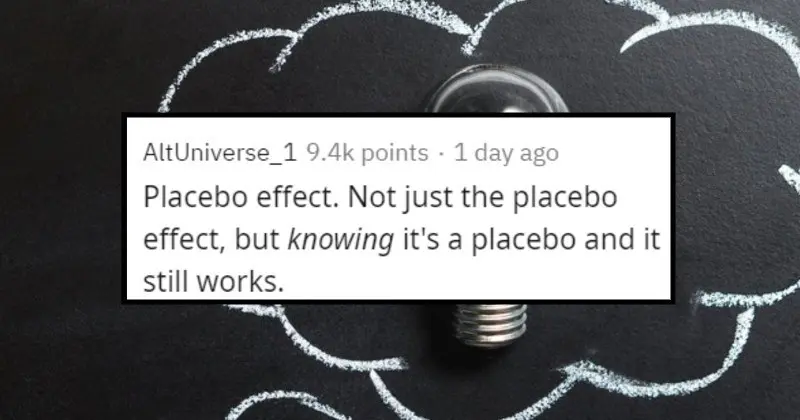 AltUniverse_1 9.4k points · 1 day ago
Placebo effect. Not just the placebo
effect, but knowing it's a placebo and it
still works.